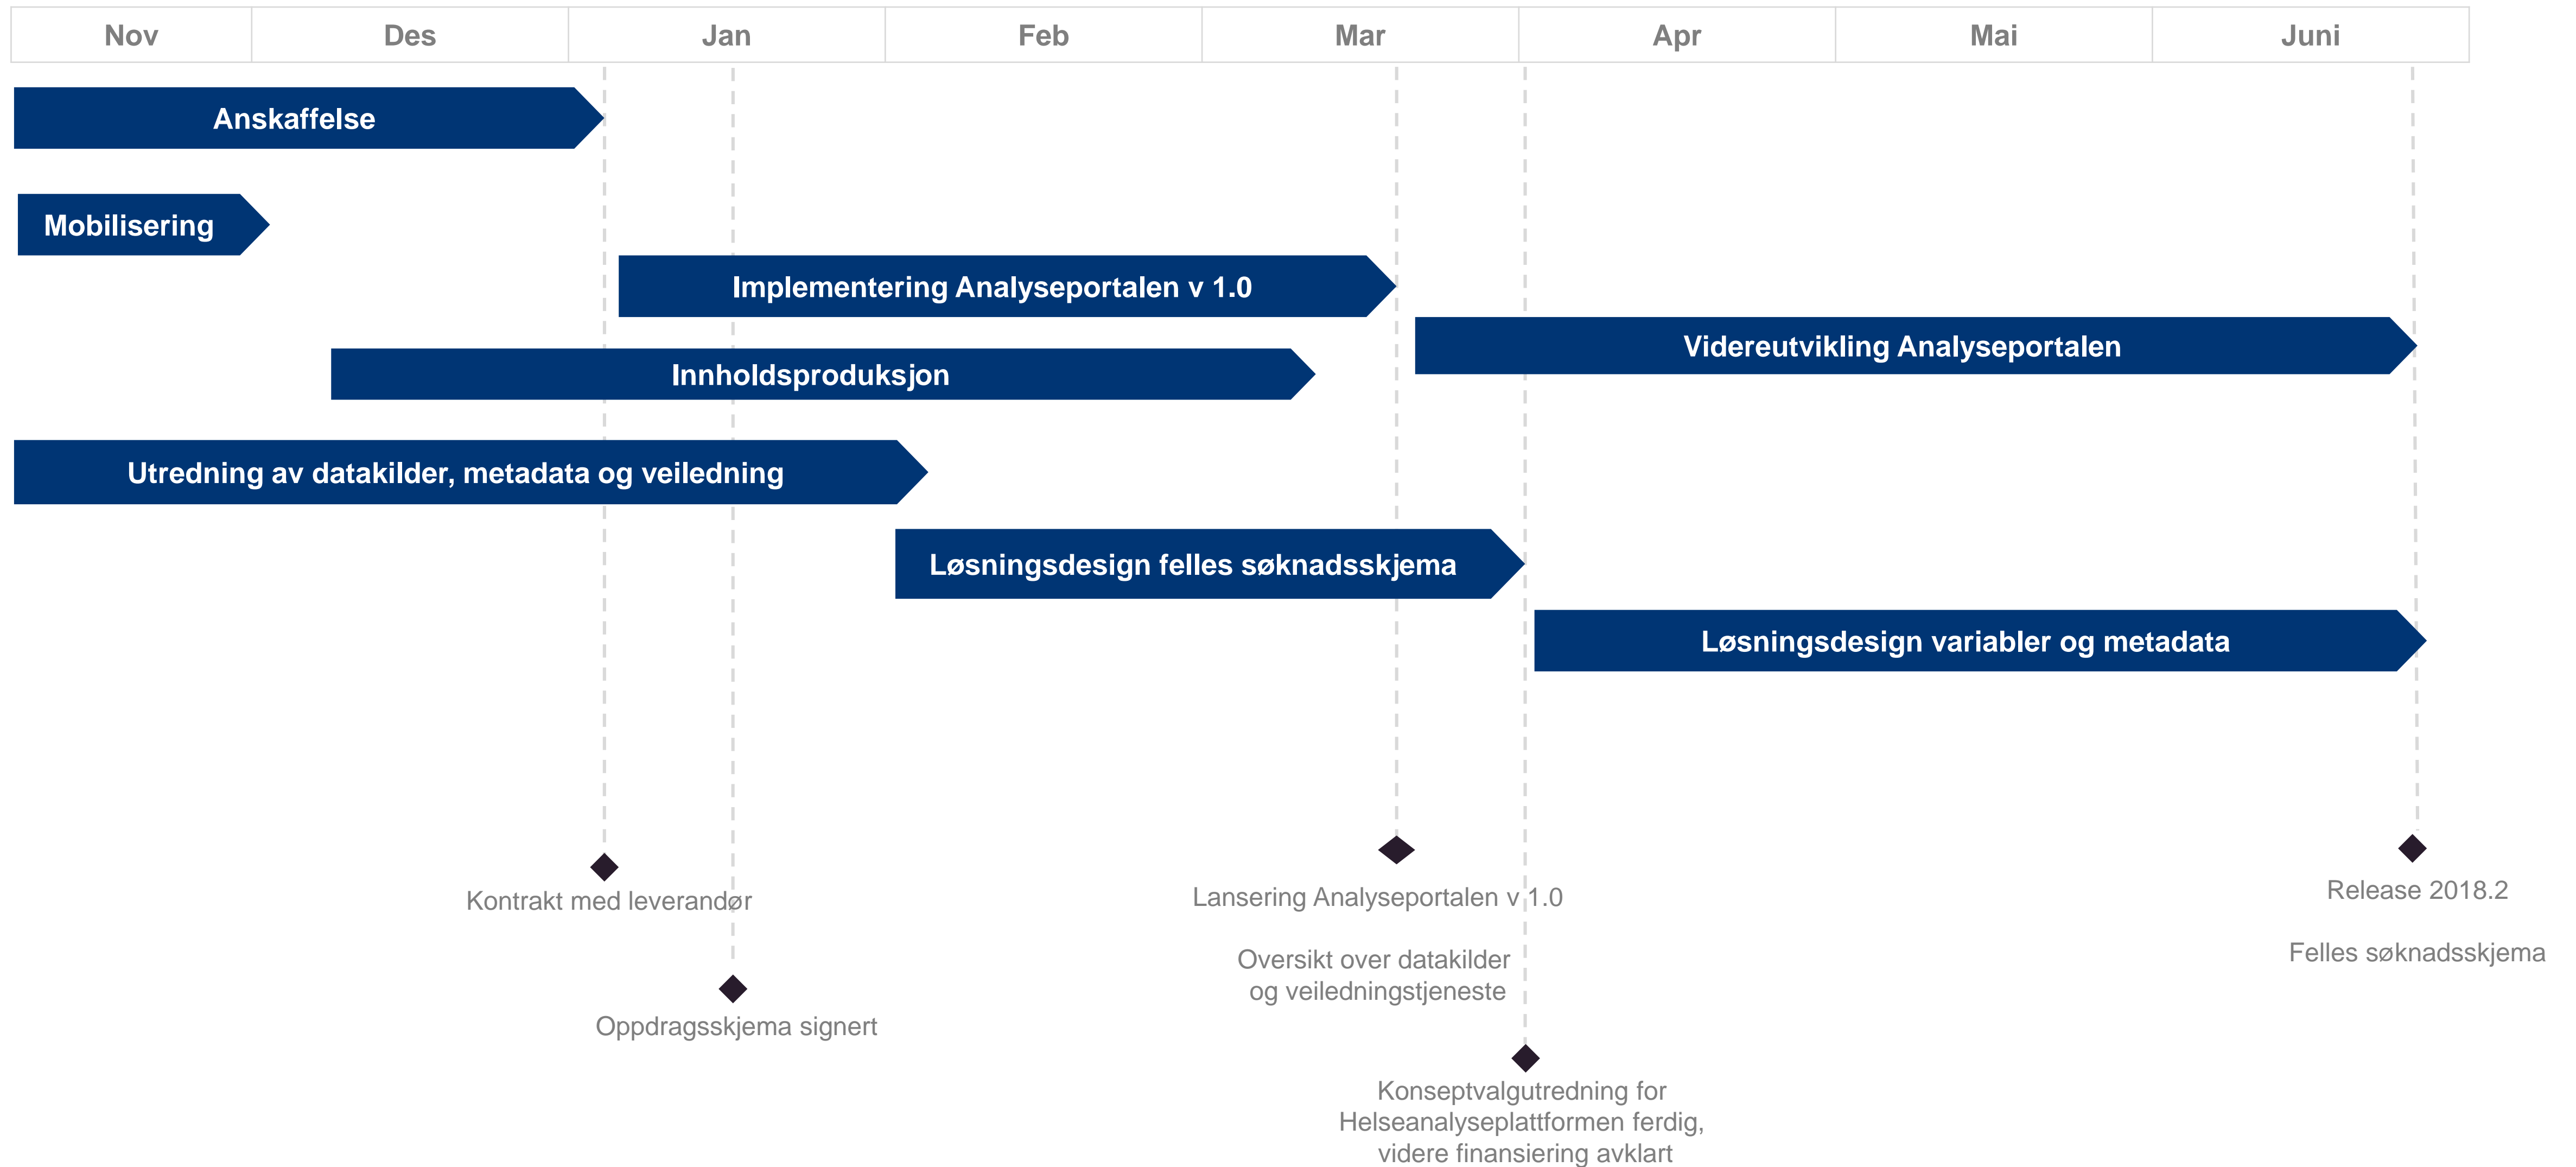 Nov Des Jan Feb Mar Apr Mai Juni
Anskaffelse
Mobilisering
Implementering Analyseportalen v 1.0
Videreutvikling Analyseportalen
Innholdsproduksjon
Utredning av datakilder, metadata og veiledning
Løsningsdesign felles søknadsskjema
Løsningsdesign variabler og metadata
Kontrakt med leverandør
Oppdragsskjema signert
Lansering Analyseportalen v 1.0
Oversikt over datakilder
og veiledningstjeneste
Konseptvalgutredning for
Helseanalyseplattformen ferdig,
videre finansiering avklart
Release 2018.2
Felles søknadsskjema